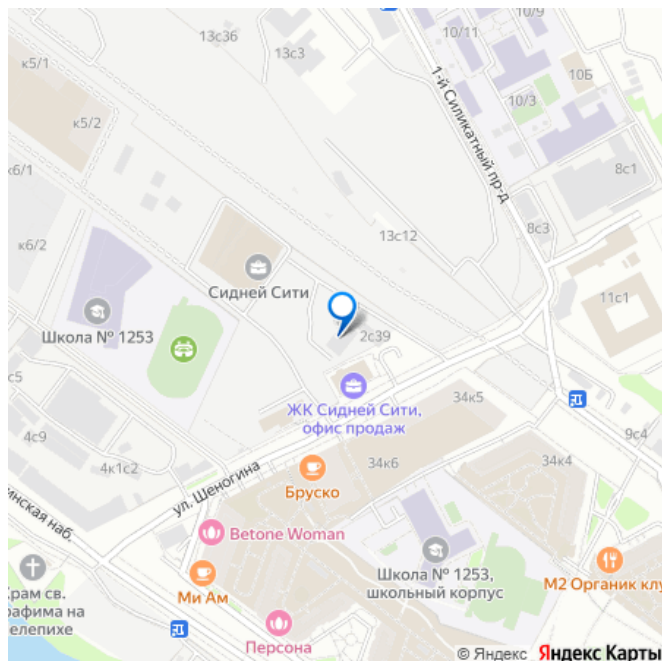 13с36
10/9
10/11
13с3
к5/1
10Б
10/3
1-й Силикатный пр-д
к5/2
к6/1
8с1
8с3
13с12
к6/2
Сидней Сити
11с1
Школа № 1253
2с39
с5
ЖК Сидней Сити,
офис продаж
34к5
4с9
9с4
4к1с2
34к6
34к4
ул. Шеногина
Бруско
инская наб.
Betone Woman
Школа № 1253,
школьный корпус
М2 Органик клу
Храм св.
рафима на
елепихе
Ми Ам
Персона
© Яндекс Яндекс Карты